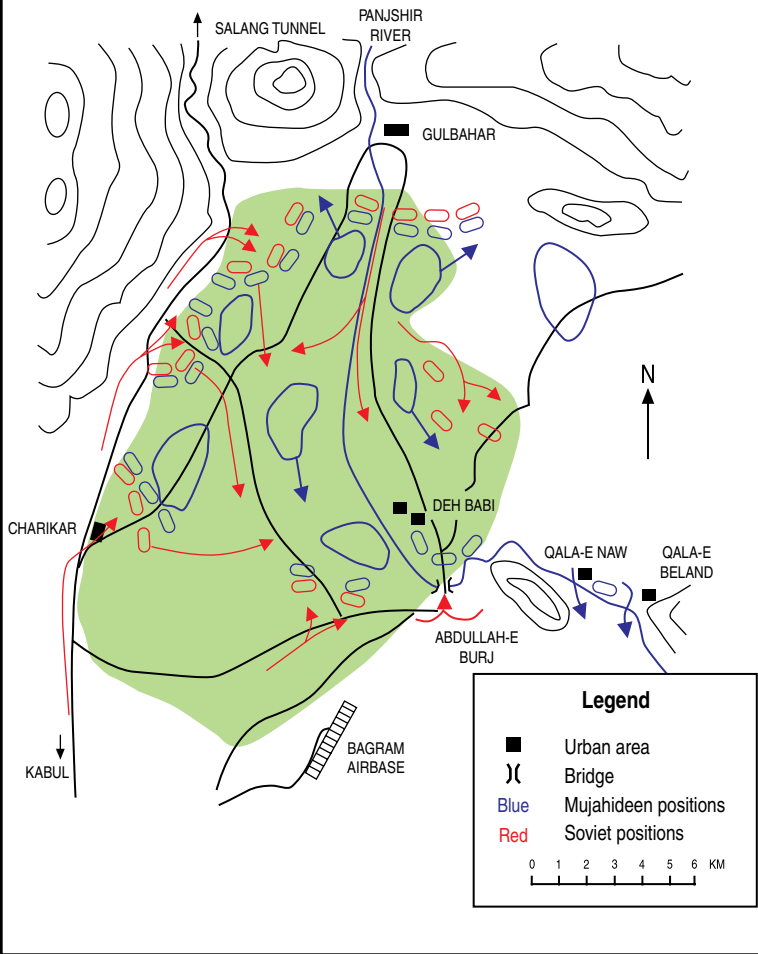 SALANG TUNNEL
PANJSHIR
RIVER
GULBAHAR
N
CHARIKAR
DEH BABI
QALA-E NAW
QALA-E
BELAND
ABDULLAH-E
BURJ
KABUL
BAGRAM
AIRBASE
Legend
Urban area
Bridge
Blue Mujahideen positions
Red Soviet positions
0 1 2 3 4 5 6 KM